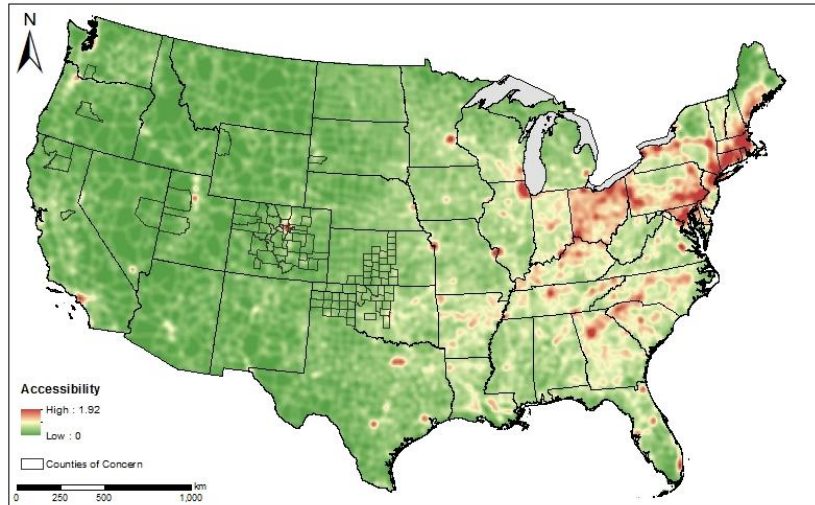 N
Accessibility
High : 1.92
Low : 0
Counties of Concern
km
0 250 500 1,000